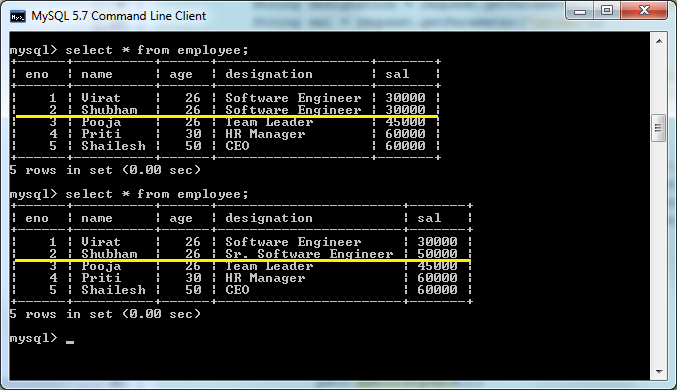 MySQL 5.7 Command Line Client
mysql> select * from employee;
+-----+----------+-----+-------------------+-------+
| eno | name     | age | designation       | sal   |
+-----+----------+-----+-------------------+-------+
|   1 | Virat    |  26 | Software Engineer | 30000 |
|   2 | Shubham  |  26 | Software Engineer | 30000 |
|   3 | Pooja    |  26 | Team Leader       | 45000 |
|   4 | Priti    |  30 | HR Manager        | 60000 |
|   5 | Shailesh |  50 | CEO               | 60000 |
+-----+----------+-----+-------------------+-------+
5 rows in set (0.00 sec)
mysql> select * from employee;
+-----+----------+-----+-----------------------+-------+
| eno | name     | age | designation           | sal   |
+-----+----------+-----+-----------------------+-------+
|   1 | Virat    |  26 | Software Engineer     | 30000 |
|   2 | Shubham  |  26 | Sr. Software Engineer | 50000 |
|   3 | Pooja    |  26 | Team Leader           | 45000 |
|   4 | Priti    |  30 | HR Manager            | 60000 |
|   5 | Shailesh |  50 | CEO                   | 60000 |
+-----+----------+-----+-----------------------+-------+
5 rows in set (0.00 sec)
mysql> _